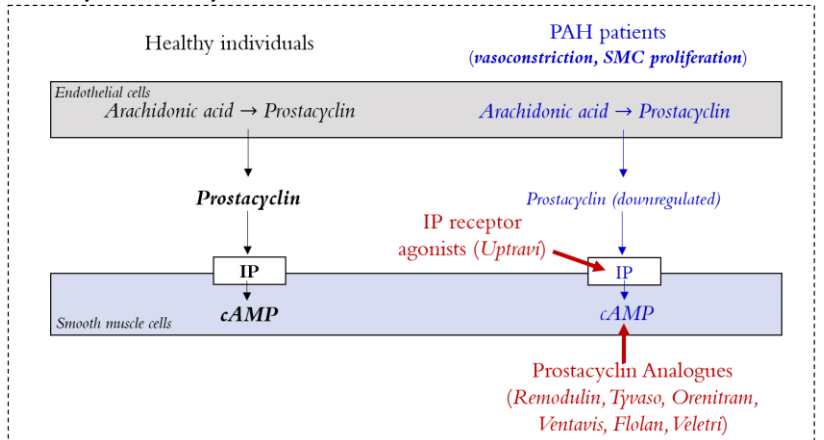 Healthy individuals
PAH patients
(vasoconstriction, SMC proliferation)
Endothelial cells
Arachidonic acid → Prostacyclin
Arachidonic acid → Prostacyclin
Prostacyclin
Prostacyclin (downregulated)
IP receptor
agonists (Uptravi)
IP
IP
cAMP
cAMP
Smooth muscle cells
Prostacyclin Analogues
(Remodulin, Tyvaso, Orenitram,
Ventavis, Flolan, Veletri)